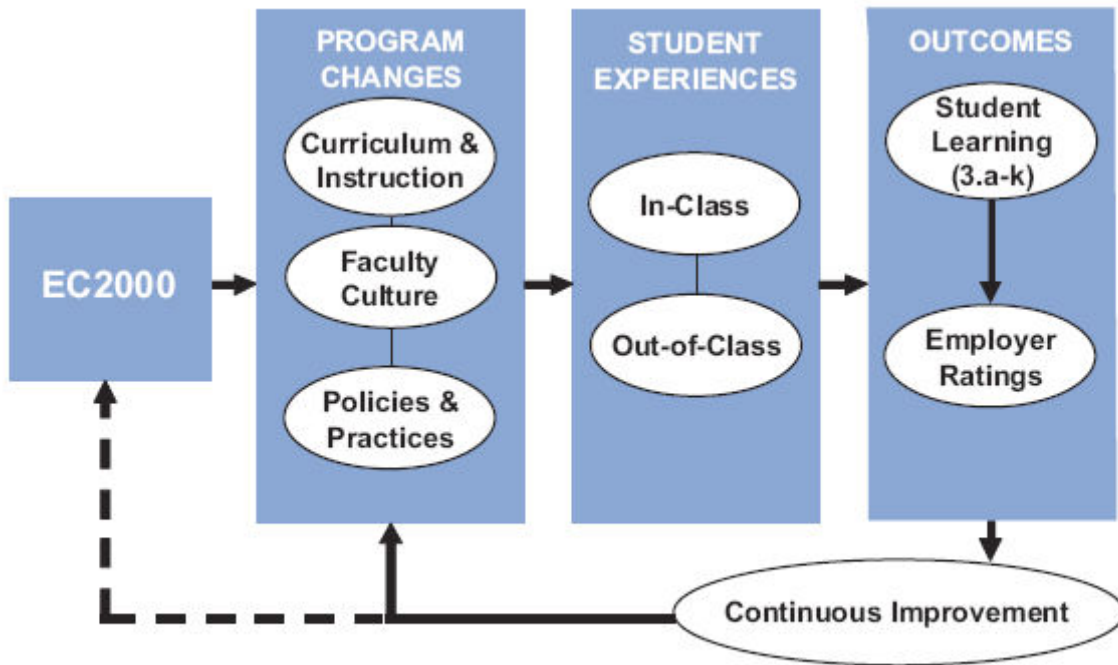 EC2000
PROGRAM
CHANGES
Curriculum &
Instruction
Faculty
Culture
Policies &
Practices
STUDENT
EXPERIENCES
In-Class
Out-of-Class
OUTCOMES
Student
Learning
(3.a-k)
Employer
Ratings
Continuous Improvement